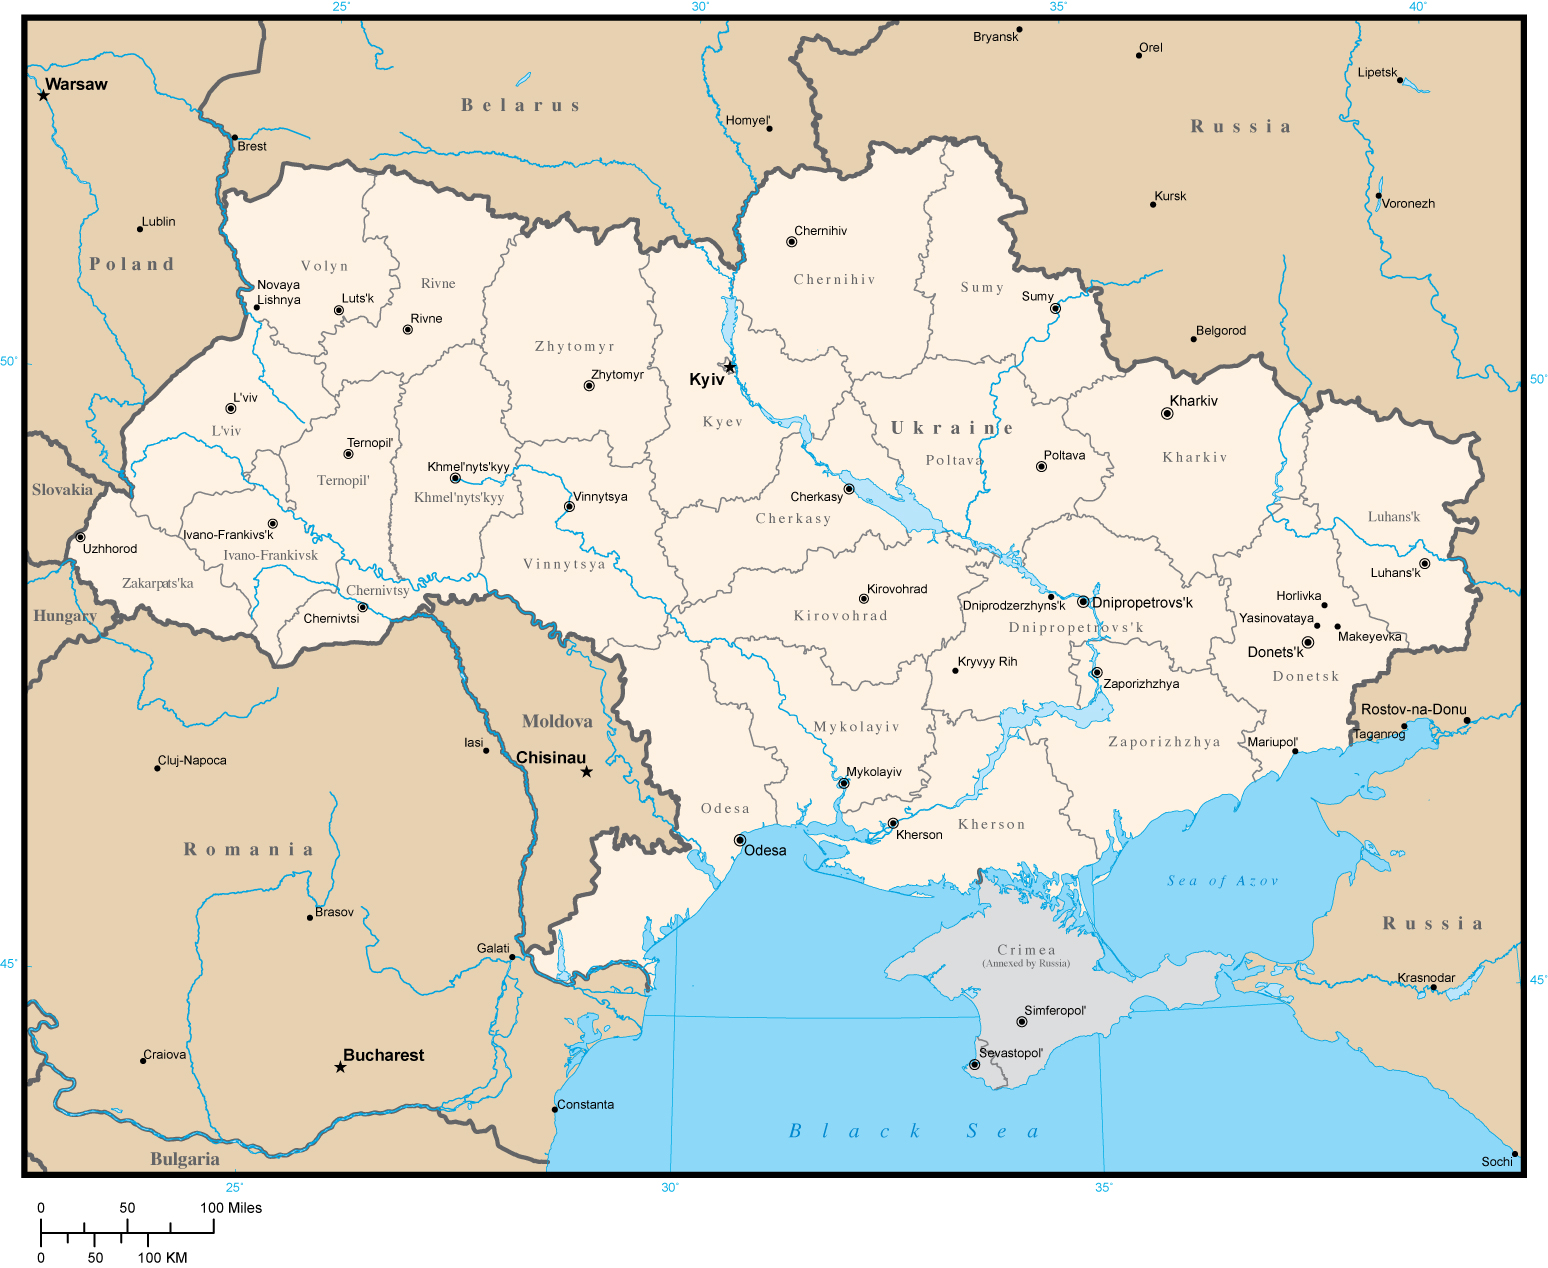 25°
30°
35°
40°
Bryansk
Orel
Lipetsk
Warsaw
Belarus
Homyel'
Russia
Brest
Kursk
Voronezh
Lublin
Chernihiv
Poland
Volyn
Chernihiv
Rivne
Novaya
Lishnya
Luts'k
Sumy
Sumy
Rivne
Belgorod
Zhytomyr
50°
Zhytomyr
Kyiv
50°
L'viv
Kharkiv
L'viv
Kyev
Ukraine
Ternopil'
Poltava
Poltava
Kharkiv
Khmel'nyts'kyy
Ternopil'
Slovakia
Khmel'nyts'kyy
Vinnytsya
Cherkasy
Cherkasy
Luhans'k
Ivano-Frankivs'k
Uzhhorod
Ivano-Frankivsk
Vinnytsya
Luhans'k
Zakarpats'ka
Chernivtsy
Kirovohrad
Horlivka
Dniprodzerzhyns'k
Dnipropetrovs'k
Hungary
Chernivtsi
Kirovohrad
Yasinovataya
Dnipropetrovs'k
Makeyevka
Donets'k
Kryvyy Rih
Donetsk
Zaporizhzhya
Rostov-na-Donu
Moldova
Mykolayiv
Taganrog
Iasi
Zaporizhzhya
Mariupol'
Chisinau
Cluj-Napoca
Mykolayiv
Odesa
Kherson
Kherson
Romania
Odesa
Sea of Azov
Brasov
Russia
Galati
Crimea
(Annexed by Russia)
45°
Krasnodar
45°
Simferopol'
Sevastopol'
Craiova
Bucharest
Constanta
Black Sea
Bulgaria
Sochi
25°
30°
35°
0 50 100 Miles
0 50 100 KM